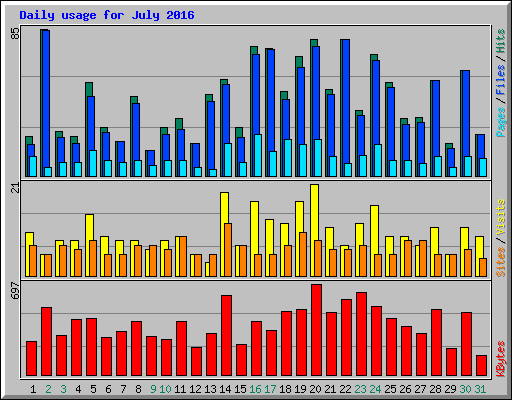 Daily usage for July 2016
85
Pages / Files / Hits
21
Sites / Visits
697
KBytes
1 2 3 4 5 6 7 8 9 10 11 12 13 14 15 16 17 18 19 20 21 22 23 24 25 26 27 28 29 30 31